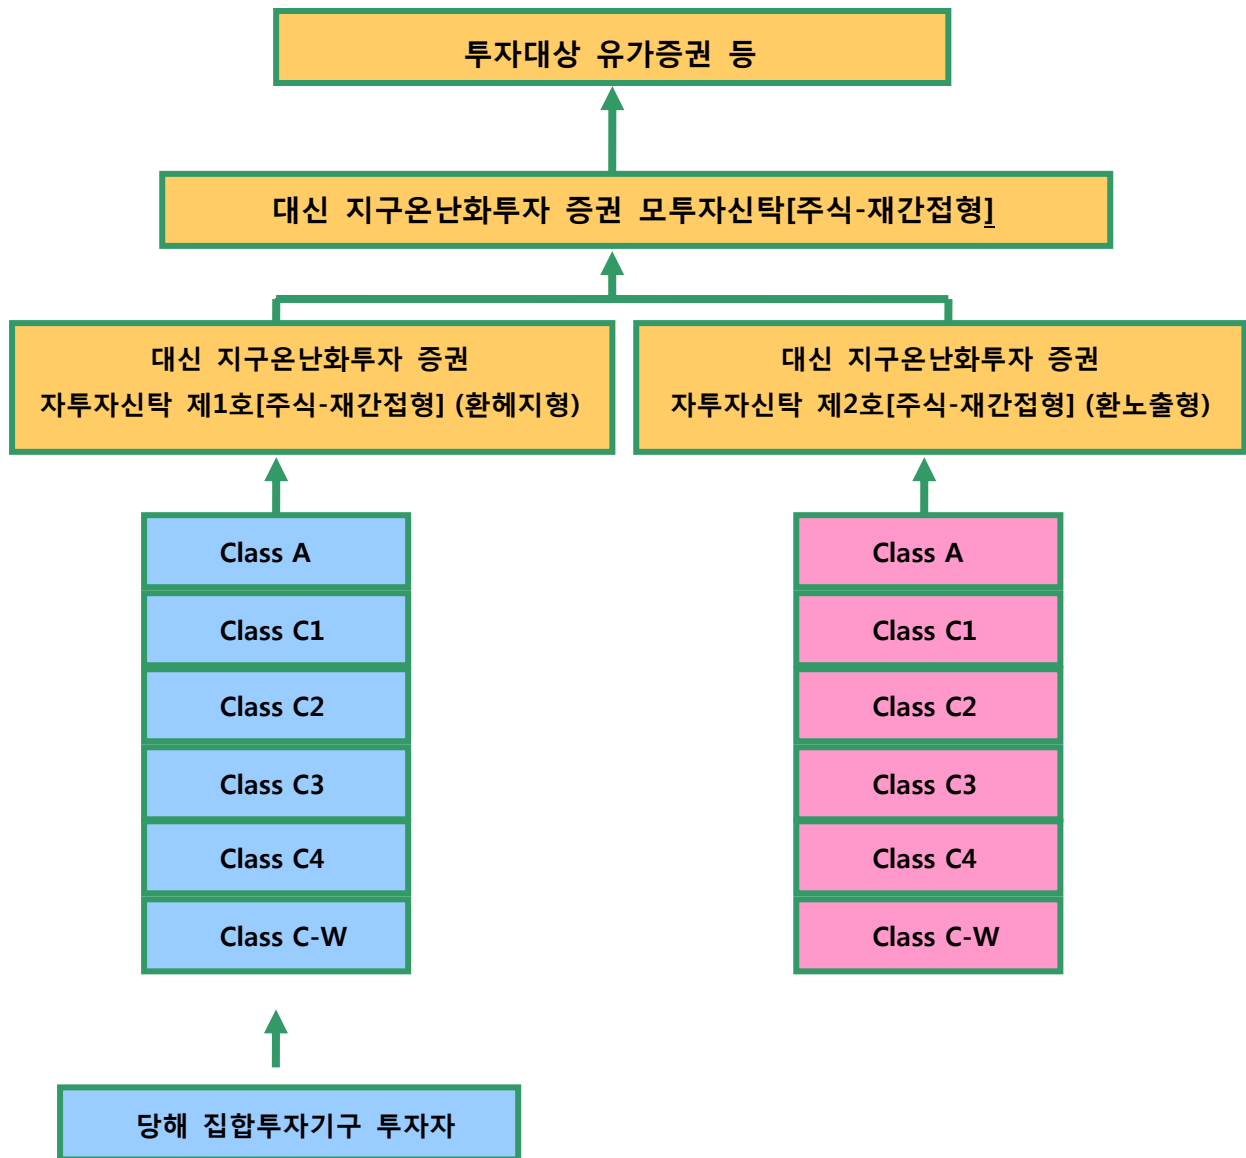 투자대상 유가증권 등
대신 지구온난화투자 증권 모투자신탁[주식-재간접형]
대신 지구온난화투자 증권
자투자신탁 제1호[주식-재간접형] (환헤지형)
대신 지구온난화투자 증권
자투자신탁 제2호[주식-재간접형] (환노출형)
Class A
Class C1
Class C2
Class C3
Class C4
Class C-W
Class A
Class C1
Class C2
Class C3
Class C4
Class C-W
당해 집합투자기구 투자자